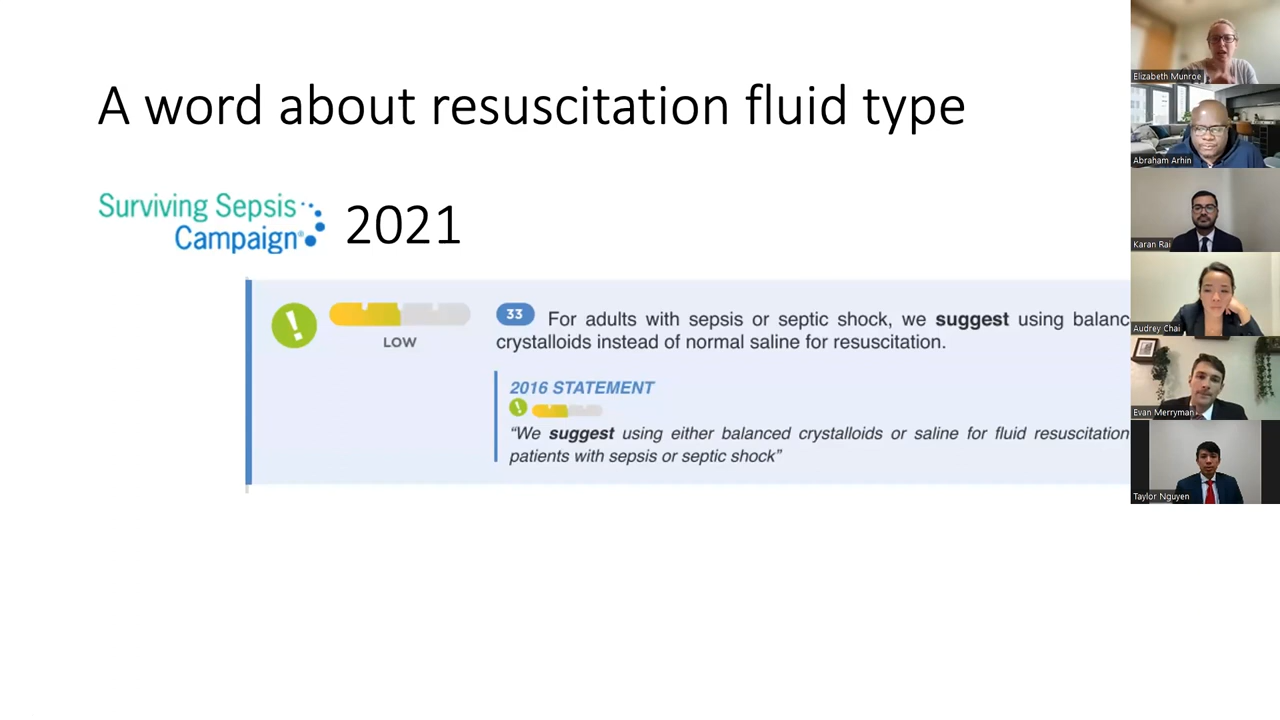 A word about resuscitation fluid type
Surviving Sepsis
Campaign®
2021
LOW
33 For adults with sepsis or septic shock, we suggest using balanc
crystalloids instead of normal saline for resuscitation.
2016 STATEMENT
“We suggest using either balanced crystalloids or saline for fluid resuscitation
patients with sepsis or septic shock”
Elizabeth Munroe
Abraham Arhin
Karan Rai
Audrey Chai
Evan Merryman
Taylor Nguyen